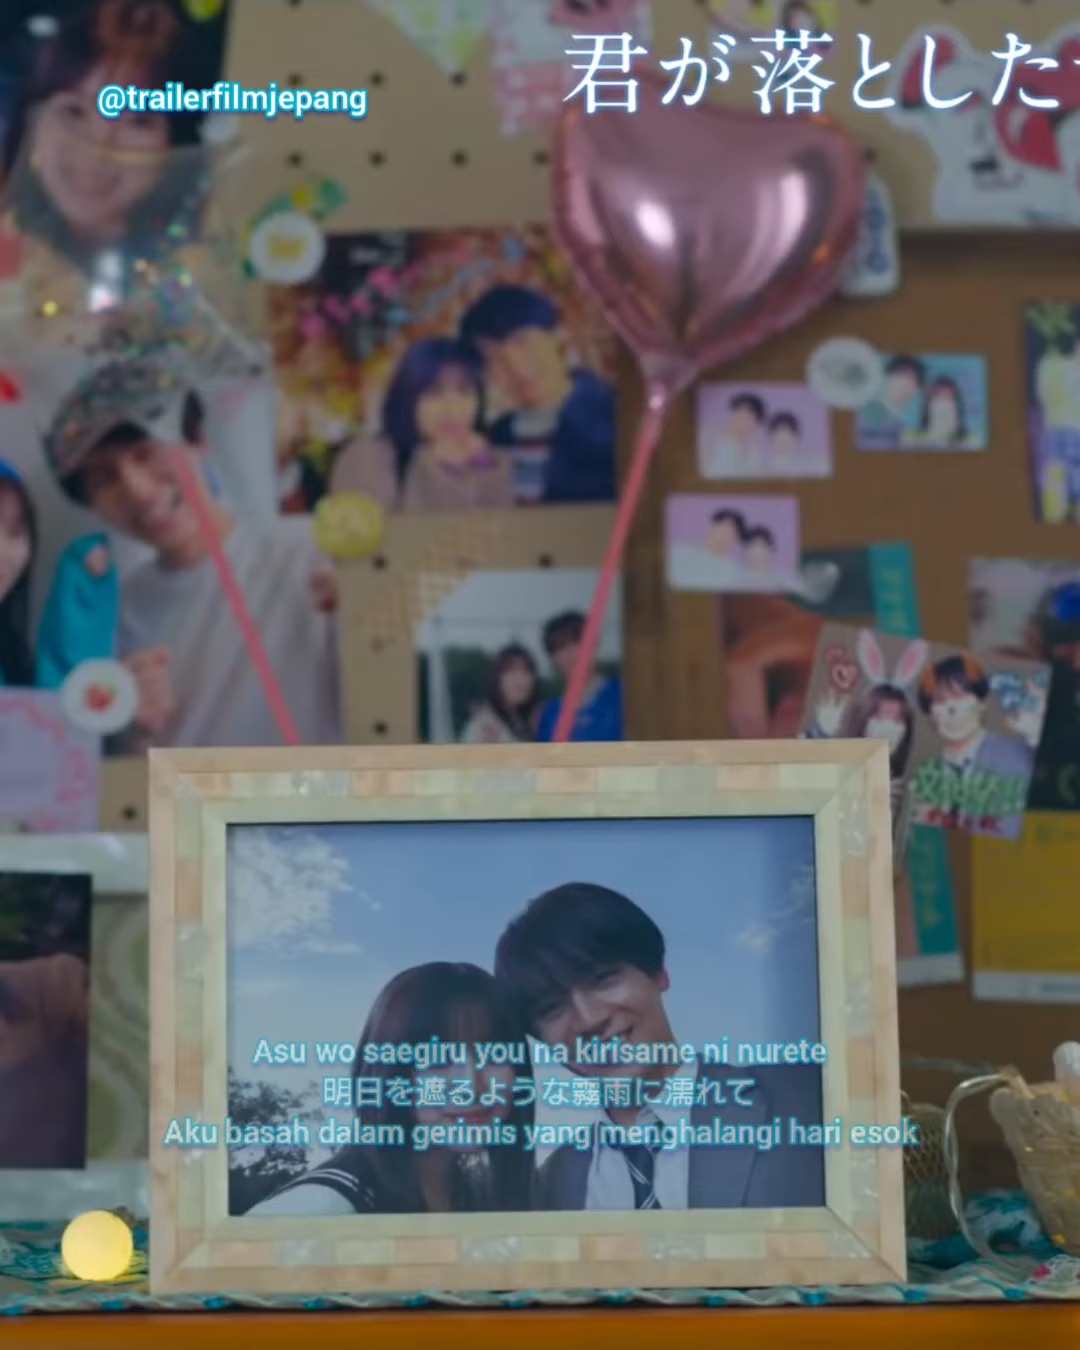 君が落とした
@trailerfilmjepang
Asu wo saegiru you na kirisame ni nurete
明日を遮るような霧雨に濡れて
Aku basah dalam gerimis yang menghalangi hari esok